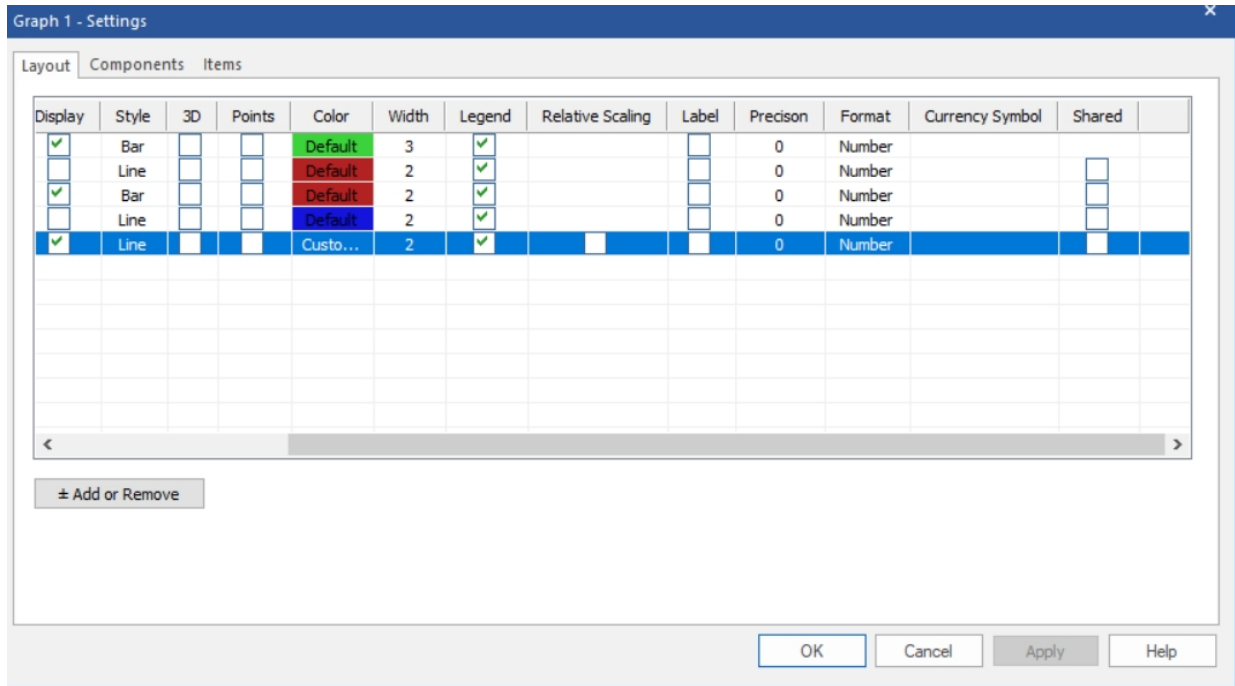 Graph 1 - Settings
Layout Components Items
Display Style 3D Points Color Width Legend Relative Scaling Label Precison Format Currency Symbol Shared
Bar Default 3 0 Number
Line Default 2 0 Number
Bar Default 2 0 Number
Line Default 2 0 Number
Line Custo... 2 0 Number
± Add or Remove
OK Cancel Apply Help